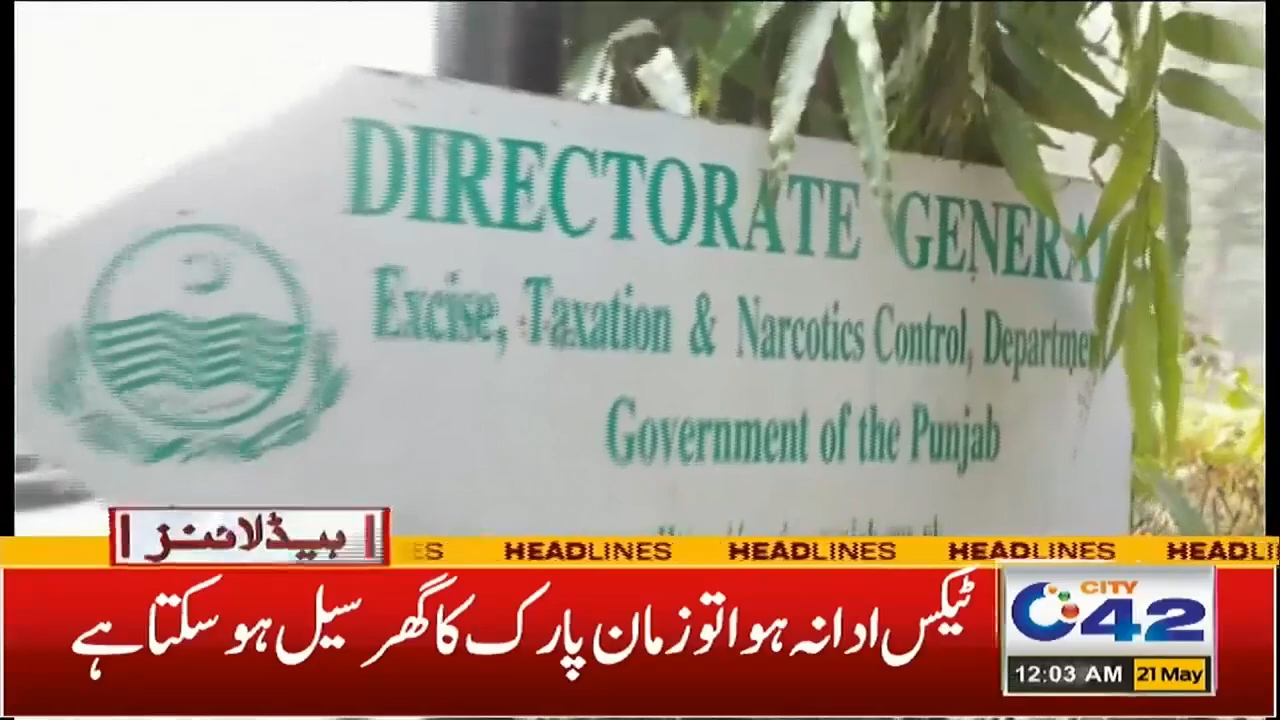 DIRECTORATE GENERAL
Excise, Taxation & Narcotics Control, Department
Government of the Punjab
ہیڈلائنز
ES HEADLINES HEADLINES HEADLINES HEADLI
ٹیکس ادا نہ ہوا تو زمان پارک کا گھر سیل ہو سکتا ہے
CITY
42
12:03 AM 21 May